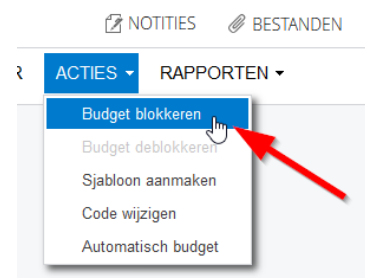 NOTITIES BESTANDEN
R ACTIES RAPPORTEN
Budget blokkeren
Budget deblokkeren
Sjabloon aanmaken
Code wijzigen
Automatisch budget